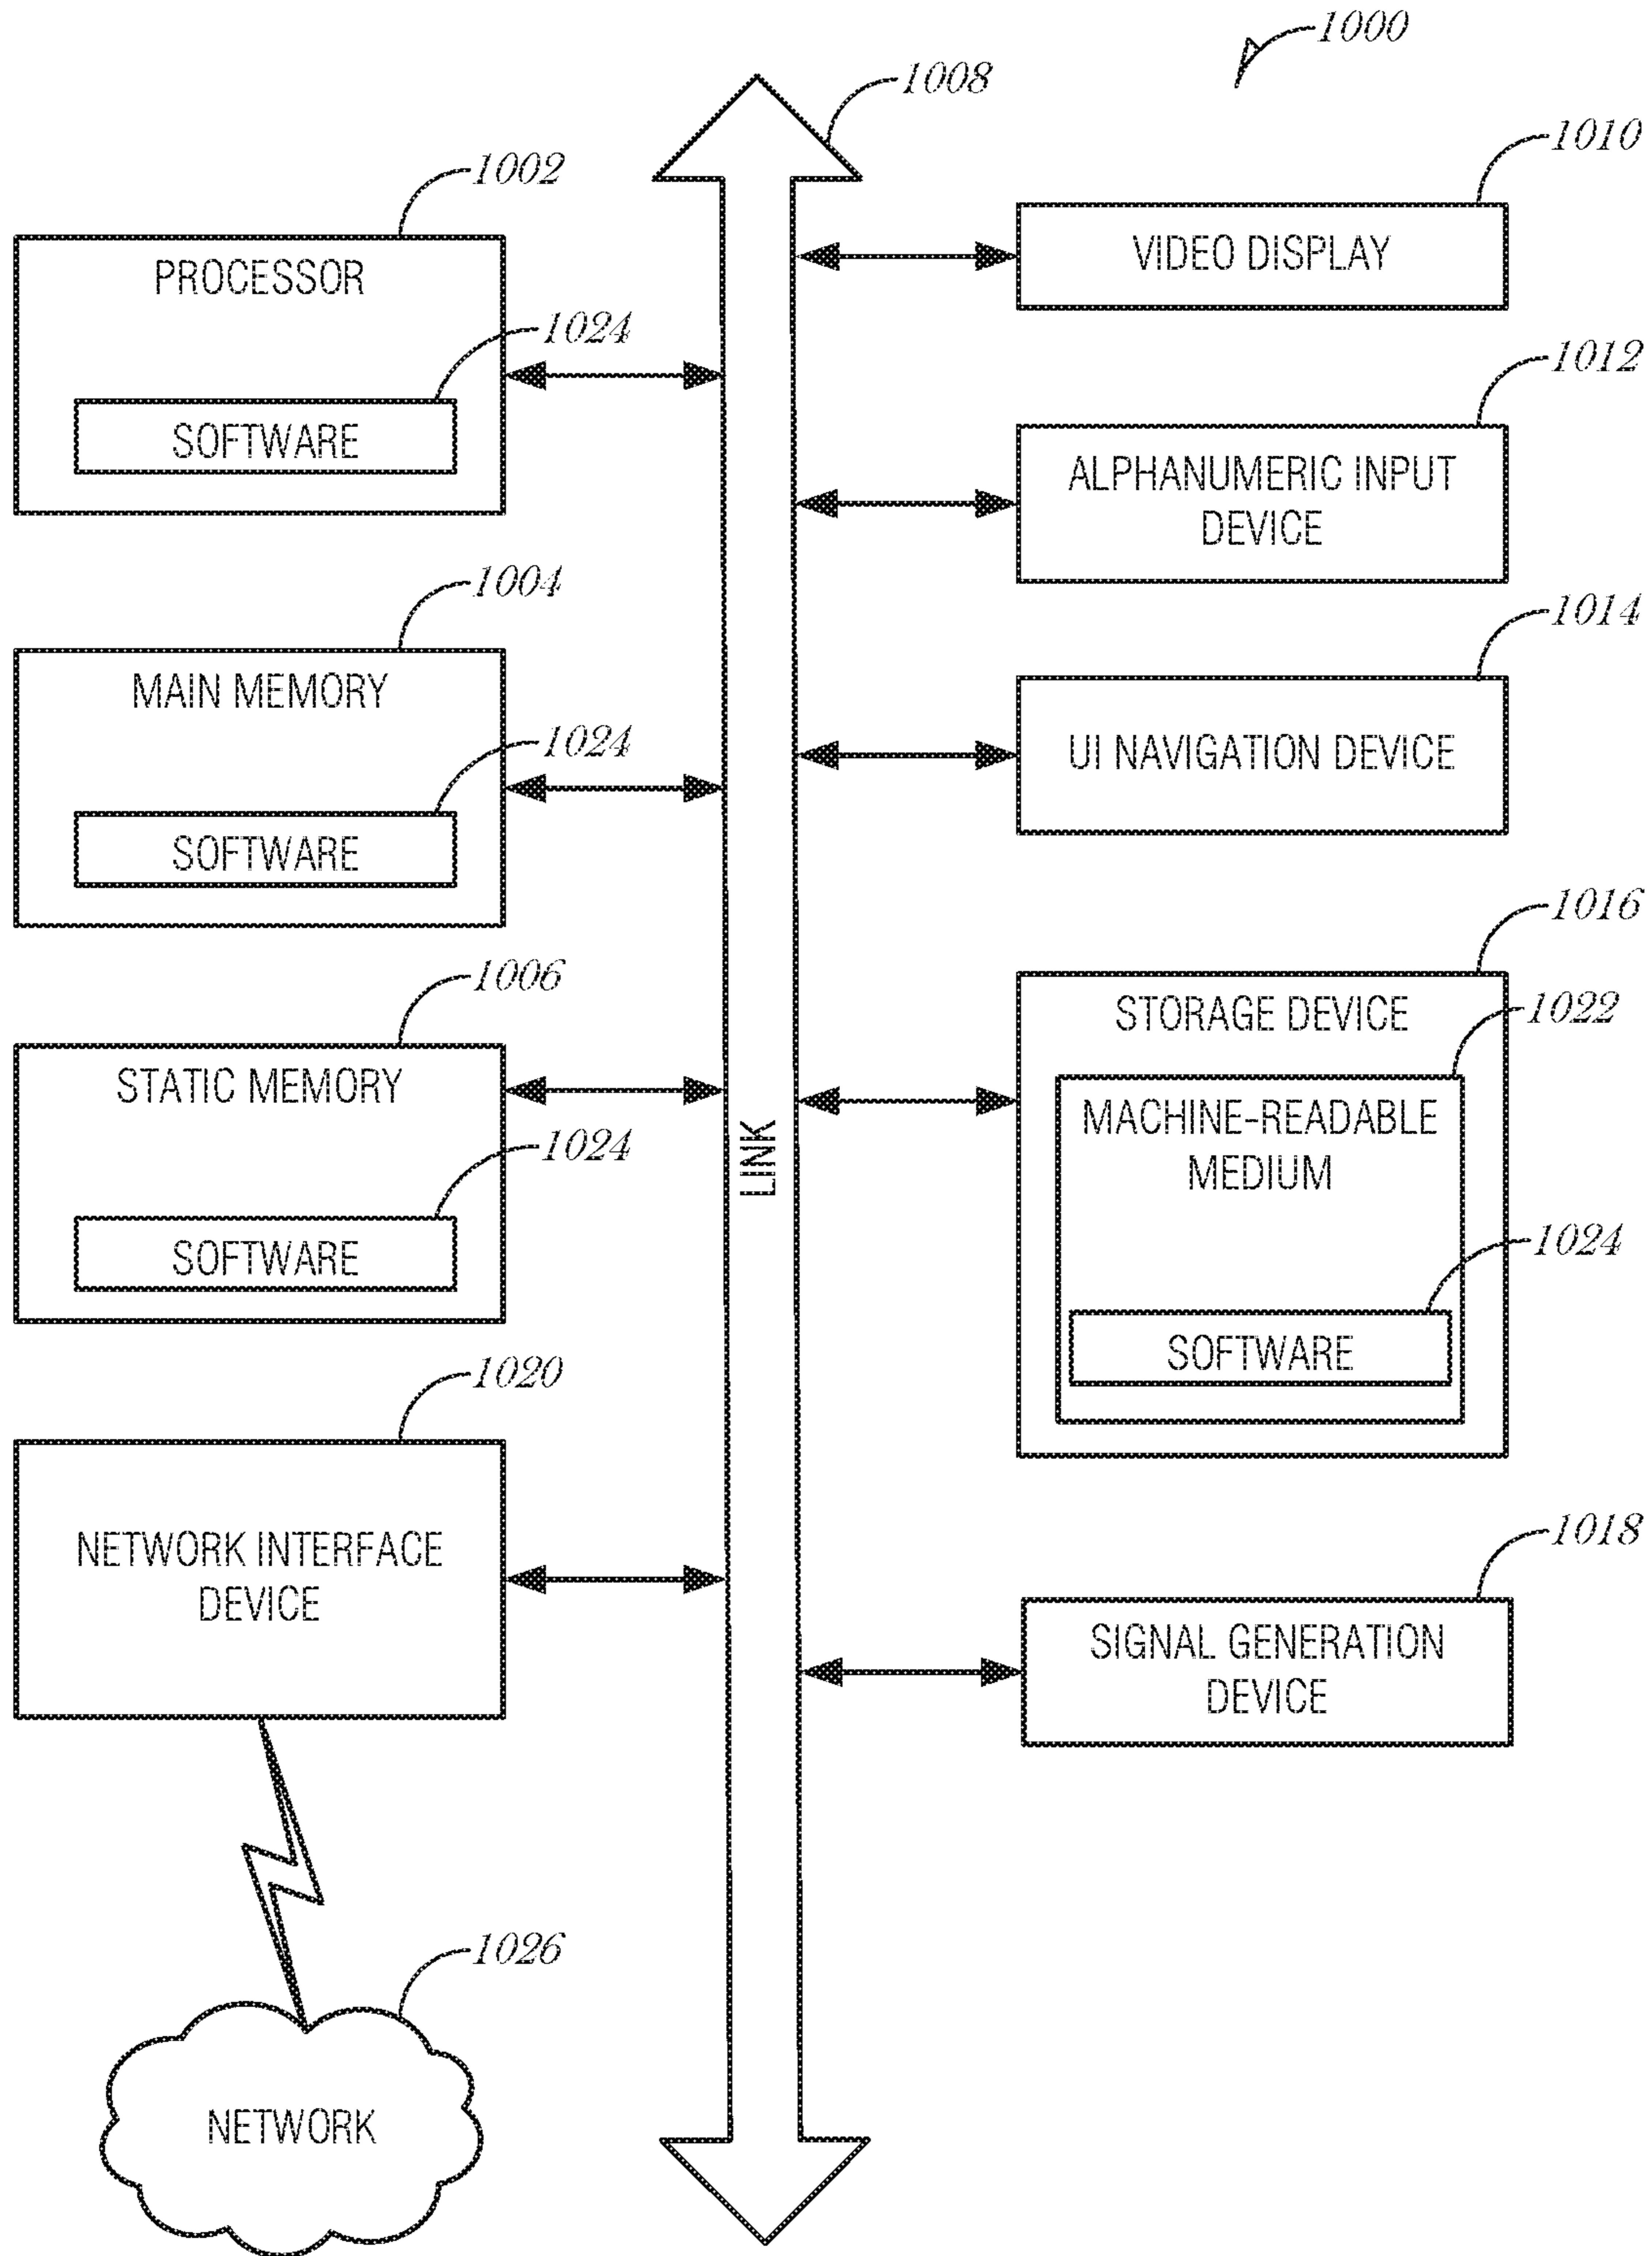 1000
1008
1002
PROCESSOR
1024
SOFTWARE
1004
MAIN MEMORY
1024
SOFTWARE
1006
STATIC MEMORY
1024
SOFTWARE
1020
NETWORK INTERFACE
DEVICE
1026
NETWORK
LINK
1010
VIDEO DISPLAY
1012
ALPHANUMERIC INPUT
DEVICE
1014
UI NAVIGATION DEVICE
1016
STORAGE DEVICE
1022
MACHINE-READABLE
MEDIUM
1024
SOFTWARE
1018
SIGNAL GENERATION
DEVICE